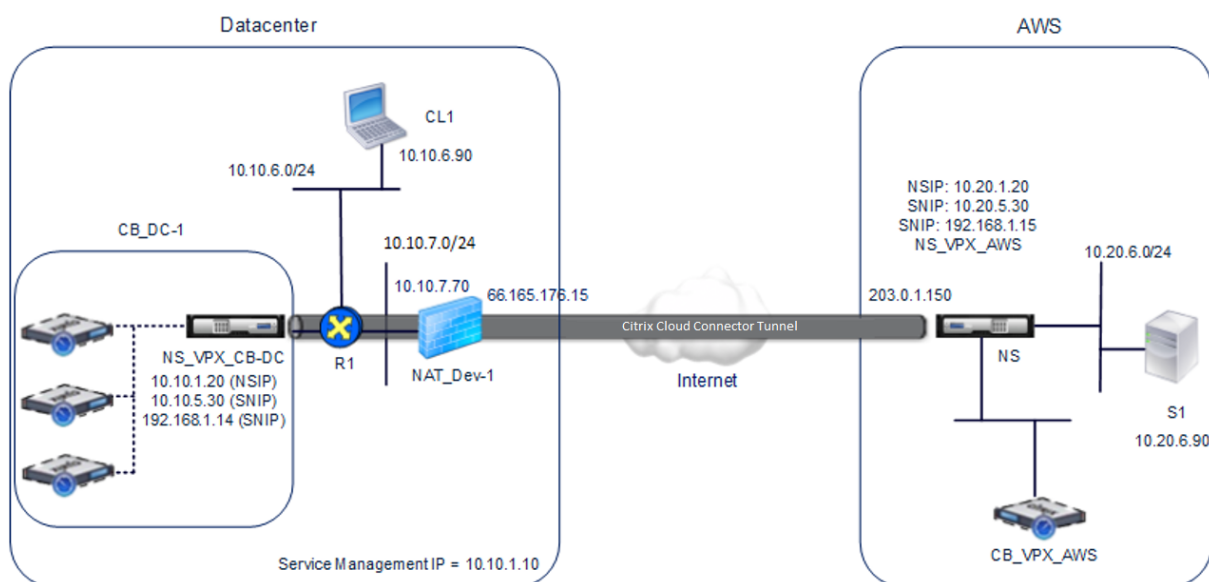 Datacenter
AWS
CL1
10.10.6.90
10.10.6.0/24
CB_DC-1
10.10.7.0/24
10.10.7.70
66.165.176.15
NS_VPX_CB-DC
10.10.1.20 (NSIP)
10.10.5.30 (SNIP)
192.168.1.14 (SNIP)
R1
NAT_Dev-1
Citrix Cloud Connector Tunnel
Internet
203.0.1.150
NSIP: 10.20.1.20
SNIP: 10.20.5.30
SNIP: 192.168.1.15
NS_VPX_AWS
10.20.6.0/24
NS
S1
10.20.6.90
CB_VPX_AWS
Service Management IP = 10.10.1.10